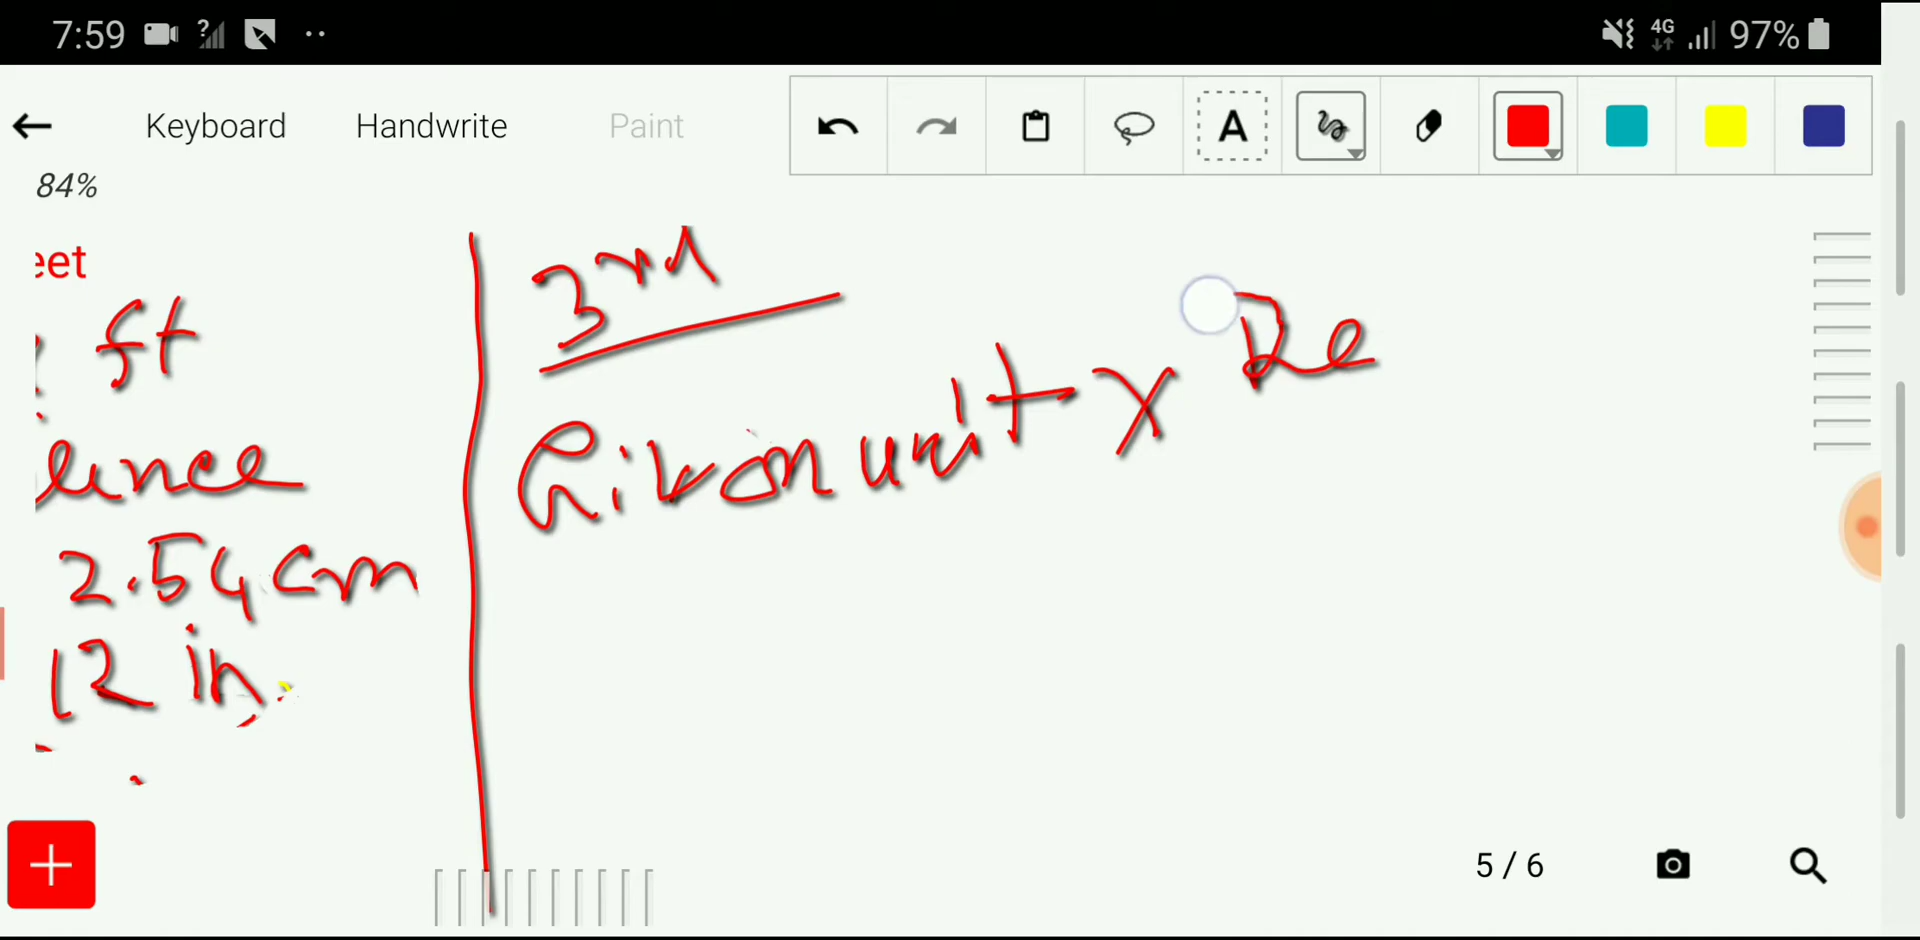 7:59 97%
4G
Keyboard Handwrite Paint A
84%
eet
ft
2.54 cm
12 in.
3rd
Given unit × Re
5 / 6